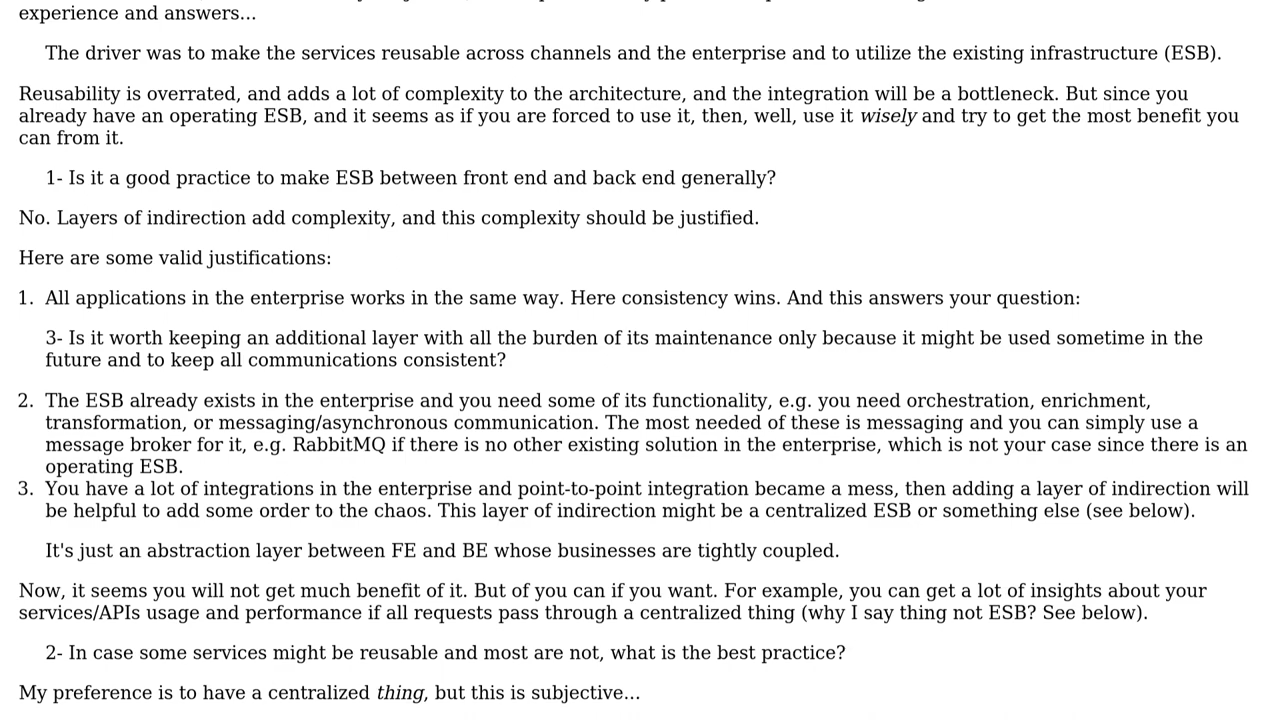 experience and answers...
The driver was to make the services reusable across channels and the enterprise and to utilize the existing infrastructure (ESB).
Reusability is overrated, and adds a lot of complexity to the architecture, and the integration will be a bottleneck. But since you
already have an operating ESB, and it seems as if you are forced to use it, then, well, use it wisely and try to get the most benefit you
can from it.
1- Is it a good practice to make ESB between front end and back end generally?
No. Layers of indirection add complexity, and this complexity should be justified.
Here are some valid justifications:
1. All applications in the enterprise works in the same way. Here consistency wins. And this answers your question:
3- Is it worth keeping an additional layer with all the burden of its maintenance only because it might be used sometime in the
future and to keep all communications consistent?
2. The ESB already exists in the enterprise and you need some of its functionality, e.g. you need orchestration, enrichment,
transformation, or messaging/asynchronous communication. The most needed of these is messaging and you can simply use a
message broker for it, e.g. RabbitMQ if there is no other existing solution in the enterprise, which is not your case since there is an
operating ESB.
3. You have a lot of integrations in the enterprise and point-to-point integration became a mess, then adding a layer of indirection will
be helpful to add some order to the chaos. This layer of indirection might be a centralized ESB or something else (see below).
It's just an abstraction layer between FE and BE whose businesses are tightly coupled.
Now, it seems you will not get much benefit of it. But of you can if you want. For example, you can get a lot of insights about your
services/APIs usage and performance if all requests pass through a centralized thing (why I say thing not ESB? See below).
2- In case some services might be reusable and most are not, what is the best practice?
My preference is to have a centralized thing, but this is subjective...